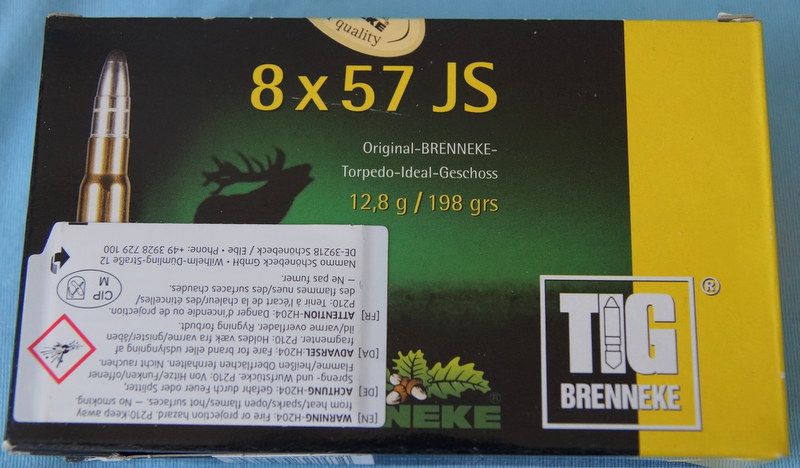 quality
8 x 57 JS
Original-BRENNEKE-
Torpedo-Ideal-Geschoss
12,8 g / 198 grs
TIG
®
BRENNEKE
NEKE
®
[EN] WARNING-H204: Fire or projection hazard. P210:Keep away
from heat/sparks/open flames/hot surfaces. – No smoking.
[DE] ACHTUNG-H204: Gefahr durch Feuer oder Splitter,
Spreng- und Wurfstücke. P210: Von Hitze/Funken/offener
Flamme/heißen Oberflächen fernhalten. Nicht rauchen.
[DA] ADVARSEL-H204: Fare for brand eller udslyngning af
fragmenter. P210: Holdes væk fra varme/gnister/åben
ild/varme overflader. Rygning forbudt.
[FR] ATTENTION-H204: Danger d'incendie ou de projection.
P210: Tenir à l'écart de la chaleur/des étincelles/
des flammes nues/des surfaces chaudes.
– Ne pas fumer.
CIP
M
Nammo Schönebeck GmbH • Wilhelm-Dümling-Straße 12
DE-39218 Schönebeck / Elbe • Phone: +49 3928 729 100